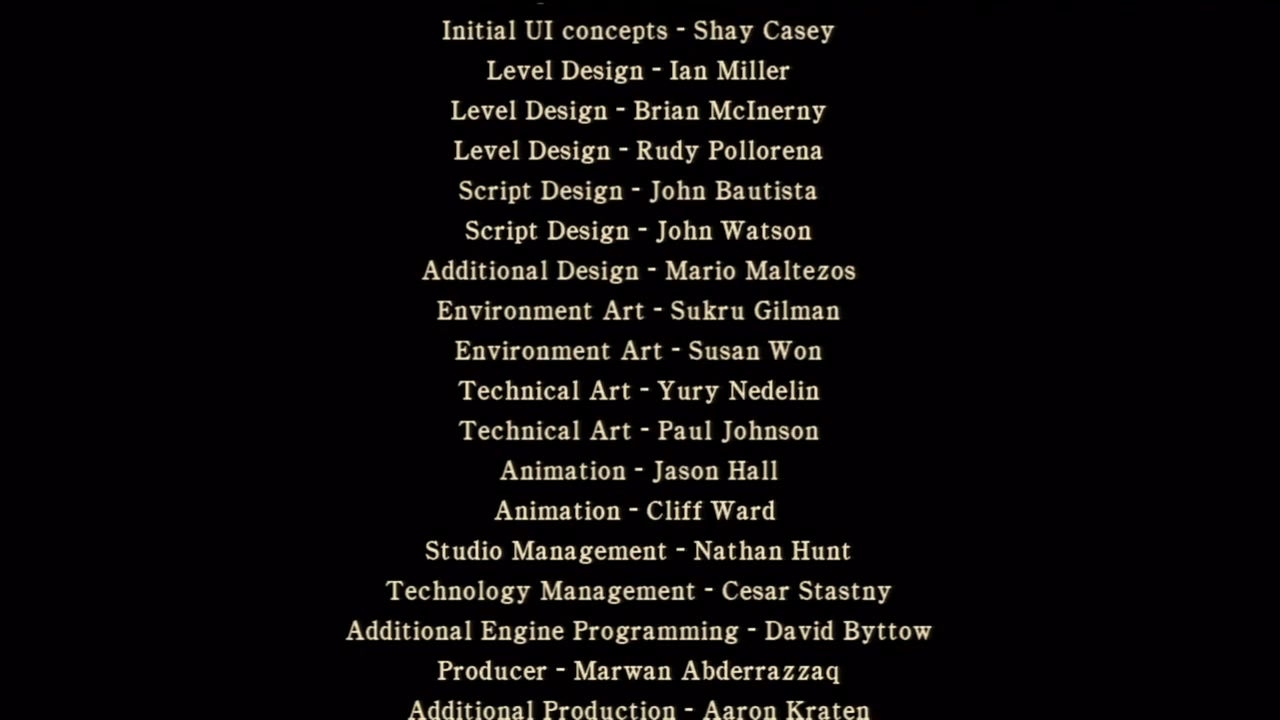 Initial UI concepts - Shay Casey
Level Design - Ian Miller
Level Design - Brian McInerny
Level Design - Rudy Pollorena
Script Design - John Bautista
Script Design - John Watson
Additional Design - Mario Maltezos
Environment Art - Sukru Gilman
Environment Art - Susan Won
Technical Art - Yury Nedelin
Technical Art - Paul Johnson
Animation - Jason Hall
Animation - Cliff Ward
Studio Management - Nathan Hunt
Technology Management - Cesar Stastny
Additional Engine Programming - David Byttow
Producer - Marwan Abderrazzaq
Additional Production - Aaron Kraten